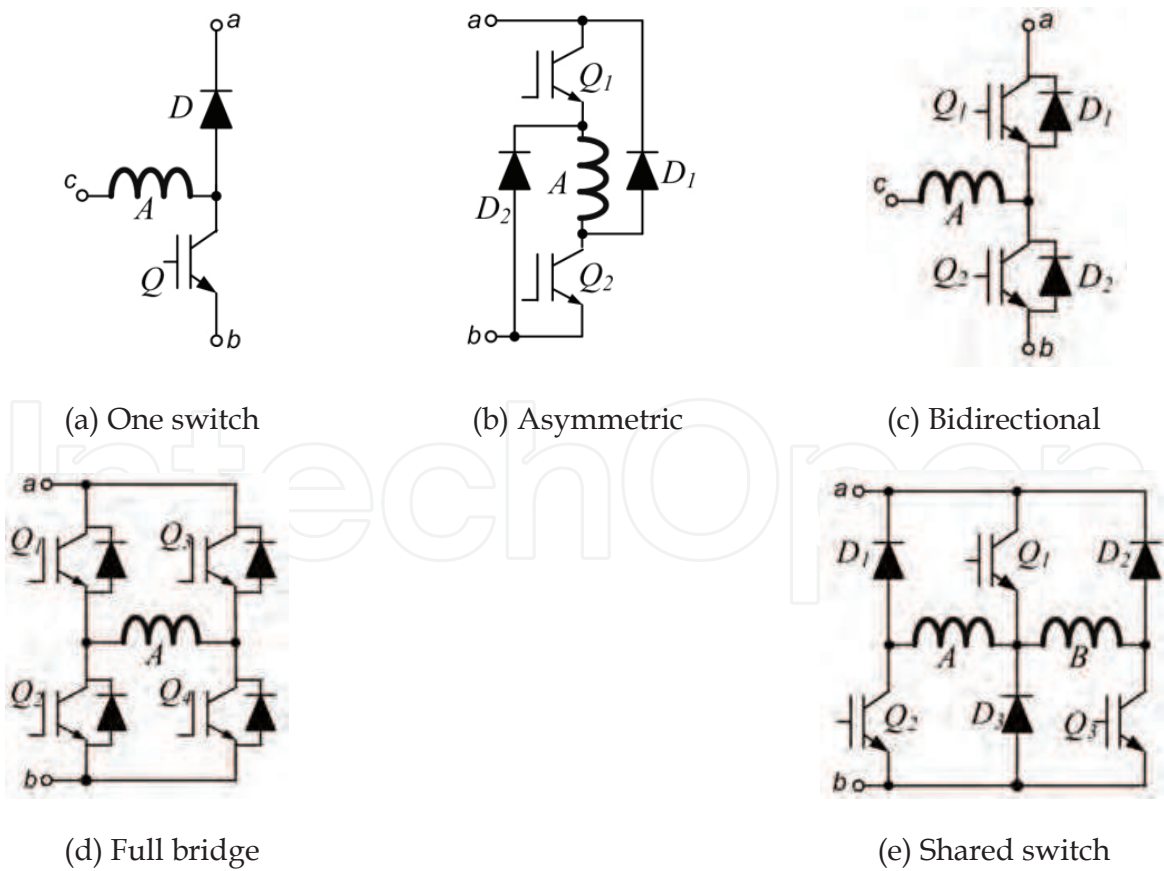 a
D
c
A
Q
b
(a) One switch
a
Q1
D2
A
D1
Q2
b
(b) Asymmetric
a
Q1
D1
c
A
Q2
D2
b
(c) Bidirectional
IntechOpen
a
Q1
Q3
A
Q2
Q4
b
(d) Full bridge
a
D1
Q1
D2
A
B
Q2
D3
Q3
b
(e) Shared switch